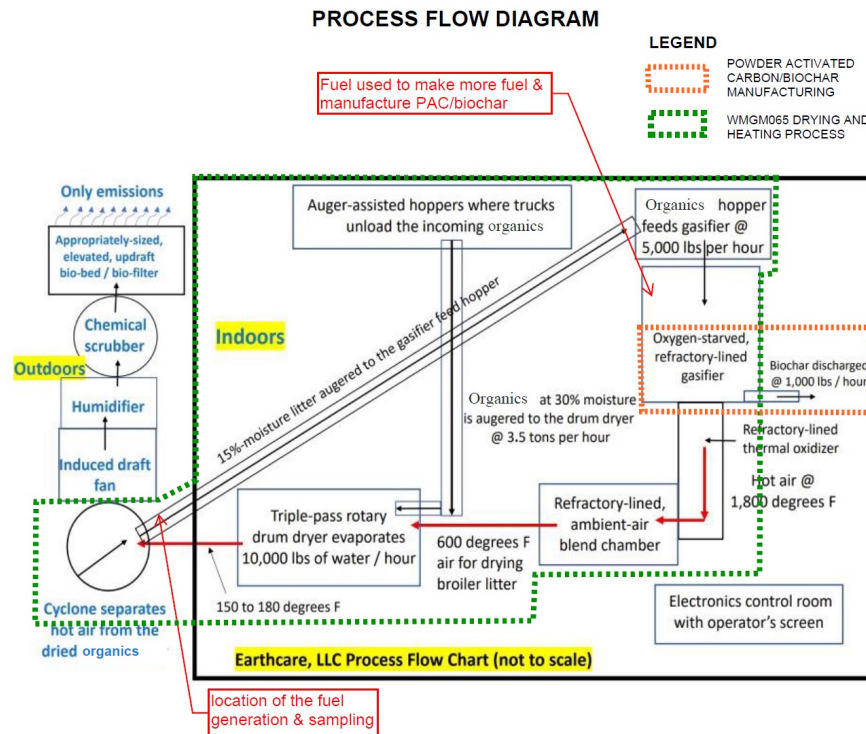 PROCESS FLOW DIAGRAM
LEGEND
POWDER ACTIVATED
CARBON/BIOCHAR
MANUFACTURING
WMGM065 DRYING AND
HEATING PROCESS
Fuel used to make more fuel &
manufacture PAC/biochar
Only emissions
Appropriately-sized,
elevated, updraft
bio-bed / bio-filter
Chemical
scrubber
Outdoors
Humidifier
Induced draft
fan
Cyclone separates
hot air from the
dried organics
Indoors
Auger-assisted hoppers where trucks
unload the incoming organics
Organics hopper
feeds gasifier @
5,000 lbs per hour
15%-moisture litter augered to the gasifier feed hopper
Oxygen-starved,
refractory-lined
gasifier
Biochar discharged
@ 1,000 lbs / hour
Organics at 30% moisture
is augered to the drum dryer
@ 3.5 tons per hour
Refractory-lined
thermal oxidizer
Hot air @
1,800 degrees F
Triple-pass rotary
drum dryer evaporates
10,000 lbs of water / hour
600 degrees F
air for drying
broiler litter
Refractory-lined,
ambient-air
blend chamber
150 to 180 degrees F
Electronics control room
with operator's screen
Earthcare, LLC Process Flow Chart (not to scale)
location of the fuel
generation & sampling